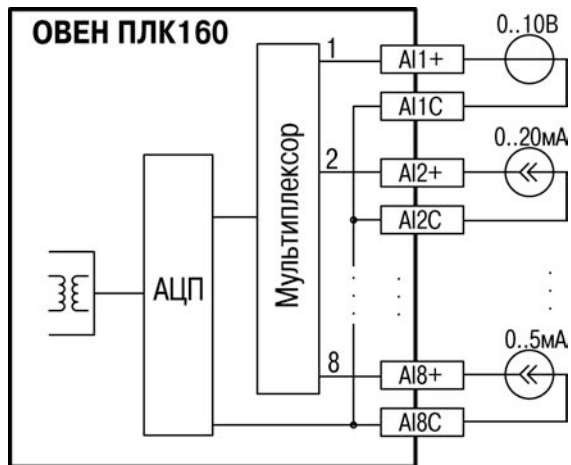 ОВЕН ПЛК160
0..10В
1
AI1+
AI1C
0..20мА
2
AI2+
AI2C
Мультиплексор
АЦП
0..5мА
8
AI8+
AI8C